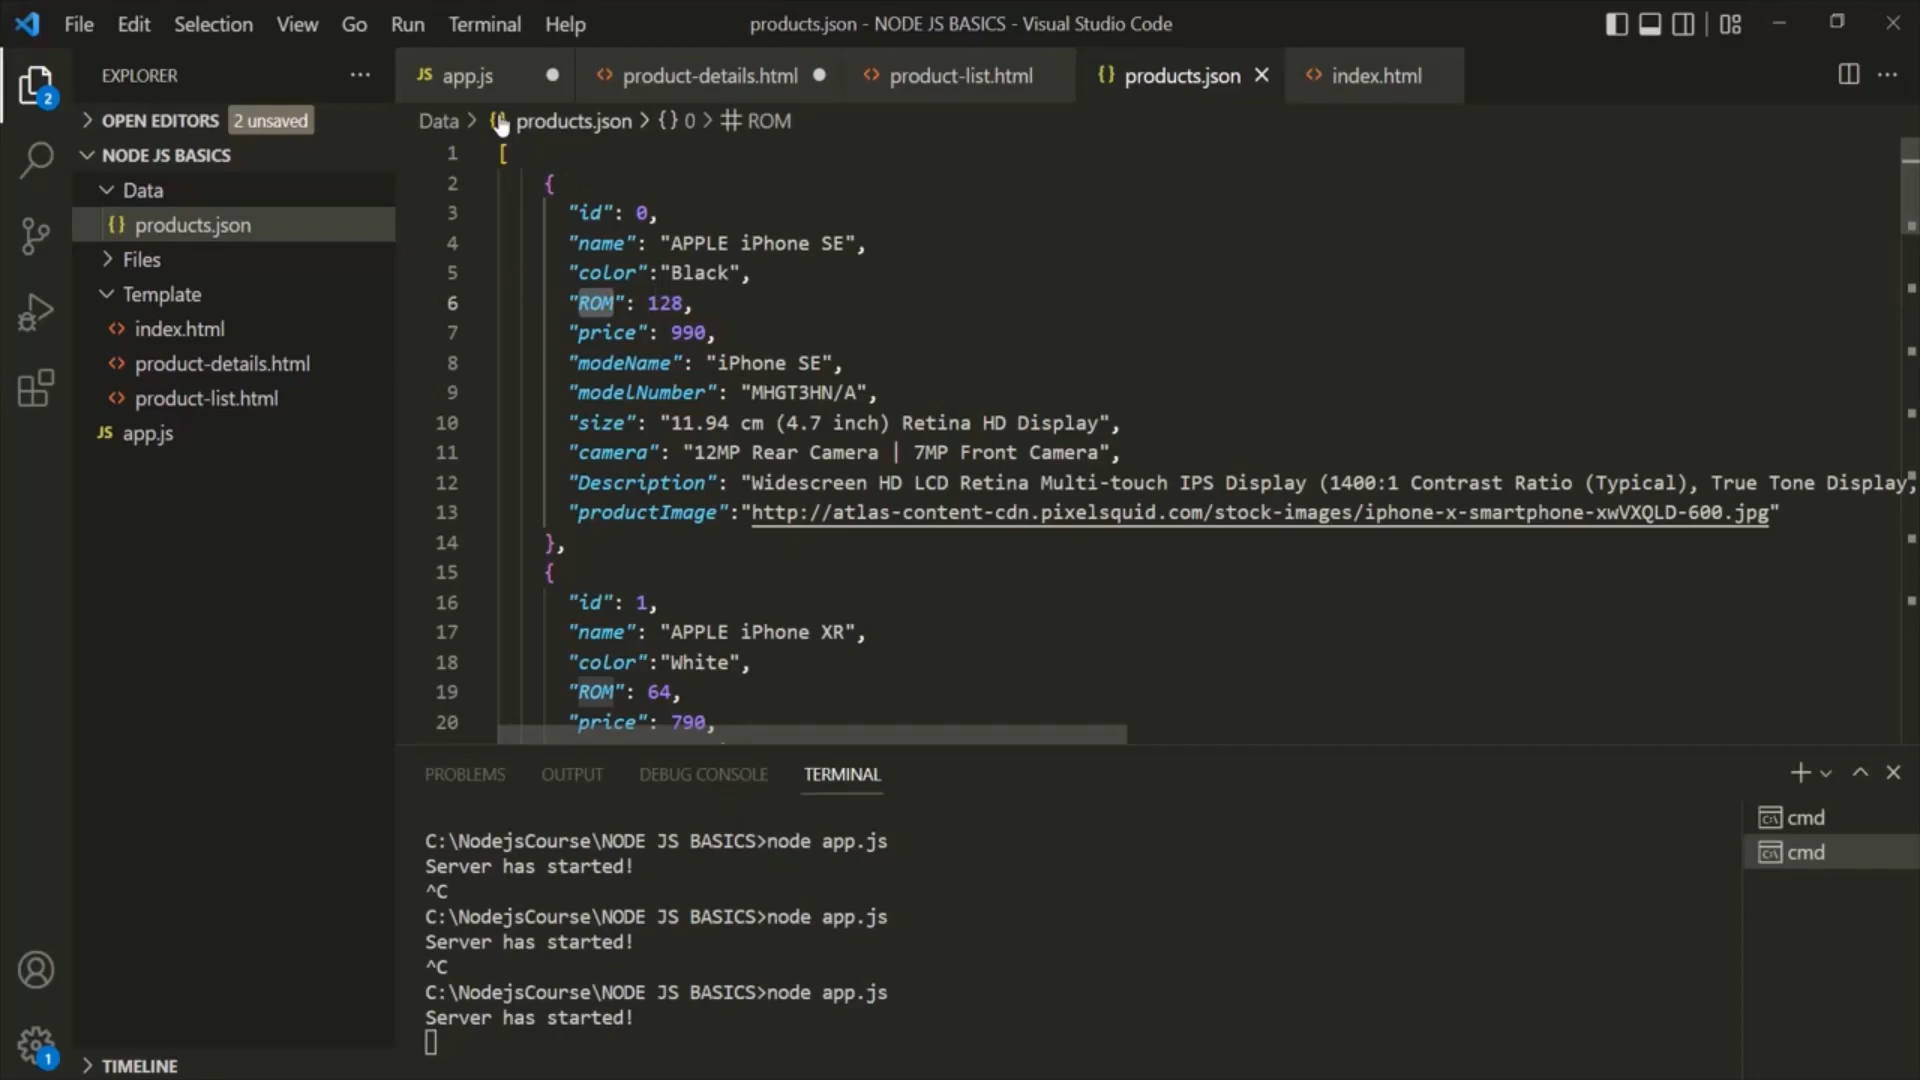 File Edit Selection View Go Run Terminal Help
products.json - NODE JS BASICS - Visual Studio Code
EXPLORER
OPEN EDITORS 2 unsaved
NODE JS BASICS
Data
{} products.json
Files
Template
<> index.html
<> product-details.html
<> product-list.html
JS app.js
TIMELINE
2
1
JS app.js
<> product-details.html
<> product-list.html
{} products.json
<> index.html
Data > {} products.json > {} 0 > # ROM
1 [
2 {
3 "id": 0,
4 "name": "APPLE iPhone SE",
5 "color":"Black",
6 "ROM": 128,
7 "price": 990,
8 "modeName": "iPhone SE",
9 "modelNumber": "MHGT3HN/A",
10 "size": "11.94 cm (4.7 inch) Retina HD Display",
11 "camera": "12MP Rear Camera | 7MP Front Camera",
12 "Description": "Widescreen HD LCD Retina Multi-touch IPS Display (1400:1 Contrast Ratio (Typical), True Tone Display,
13 "productImage":"http://atlas-content-cdn.pixelsquid.com/stock-images/iphone-x-smartphone-xwVXQLD-600.jpg"
14 },
15 {
16 "id": 1,
17 "name": "APPLE iPhone XR",
18 "color":"White",
19 "ROM": 64,
20 "price": 790,
PROBLEMS OUTPUT DEBUG CONSOLE TERMINAL
C:\NodejsCourse\NODE JS BASICS>node app.js
Server has started!
^C
C:\NodejsCourse\NODE JS BASICS>node app.js
Server has started!
^C
C:\NodejsCourse\NODE JS BASICS>node app.js
Server has started!
cmd
cmd